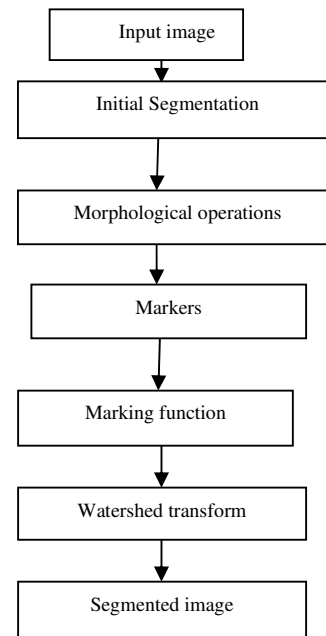 Input image
Initial Segmentation
Morphological operations
Markers
Marking function
Watershed transform
Segmented image